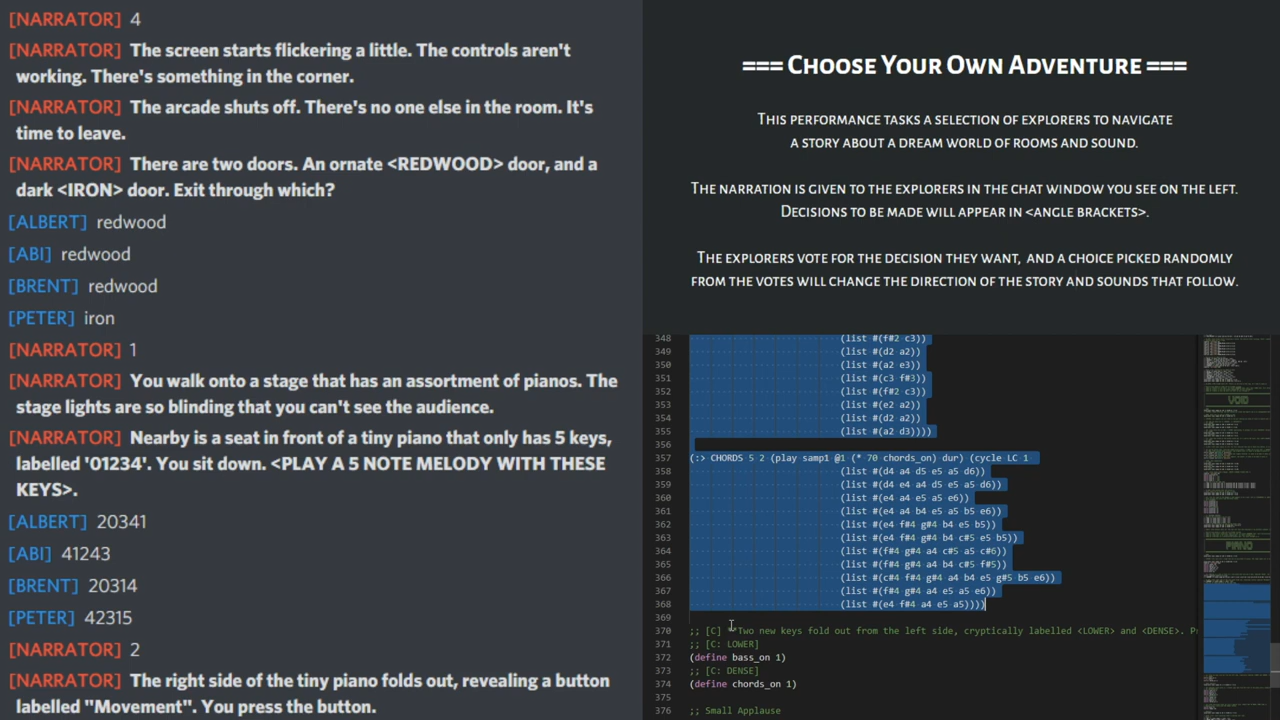 [NARRATOR] 4
[NARRATOR] The screen starts flickering a little. The controls aren't
working. There's something in the corner.
[NARRATOR] The arcade shuts off. There's no one else in the room. It's
time to leave.
[NARRATOR] There are two doors. An ornate <REDWOOD> door, and a
dark <IRON> door. Exit through which?
[ALBERT] redwood
[ABI] redwood
[BRENT] redwood
[PETER] iron
[NARRATOR] 1
[NARRATOR] You walk onto a stage that has an assortment of pianos. The
stage lights are so blinding that you can't see the audience.
[NARRATOR] Nearby is a seat in front of a tiny piano that only has 5 keys,
labelled '01234'. You sit down. <PLAY A 5 NOTE MELODY WITH THESE
KEYS>.
[ALBERT] 20341
[ABI] 41243
[BRENT] 20314
[PETER] 42315
[NARRATOR] 2
[NARRATOR] The right side of the tiny piano folds out, revealing a button
labelled "Movement". You press the button.
=== Choose Your Own Adventure ===
This performance tasks a selection of explorers to navigate
a story about a dream world of rooms and sound.
The narration is given to the explorers in the chat window you see on the left.
Decisions to be made will appear in <angle brackets>.
The explorers vote for the decision they want, and a choice picked randomly
from the votes will change the direction of the story and sounds that follow.
348 (list #(f#2 c3))
349 (list #(d2 a2))
350 (list #(a2 e3))
351 (list #(c3 f#3))
352 (list #(f#2 c3))
353 (list #(e2 a2))
354 (list #(d2 a2))
355 (list #(a2 d3))))
356
357 (:> CHORDS 5 2 (play samp1 @1 (* 70 chords_on) dur) (cycle LC 1
358 (list #(d4 a4 d5 e5 a5 d6))
359 (list #(d4 e4 a4 d5 e5 a5 d6))
360 (list #(e4 a4 e5 a5 e6))
361 (list #(e4 a4 b4 e5 a5 b5 e6))
362 (list #(e4 f#4 g#4 b4 e5 b5))
363 (list #(e4 f#4 g#4 b4 c#5 e5 b5))
364 (list #(f#4 g#4 a4 c#5 a5 c#6))
365 (list #(f#4 g#4 a4 b4 c#5 f#5))
366 (list #(c#4 f#4 g#4 a4 b4 e5 g#5 b5 e6))
367 (list #(f#4 g#4 a4 e5 a5 e6))
368 (list #(e4 f#4 a4 e5 a5))))
369
370 ;; [C] **Two new keys fold out from the left side, cryptically labelled <LOWER> and <DENSE>.
371 ;; [C: LOWER]
372 (define bass_on 1)
373 ;; [C: DENSE]
374 (define chords_on 1)
375
376 ;; Small Applause
VOID
PIANO